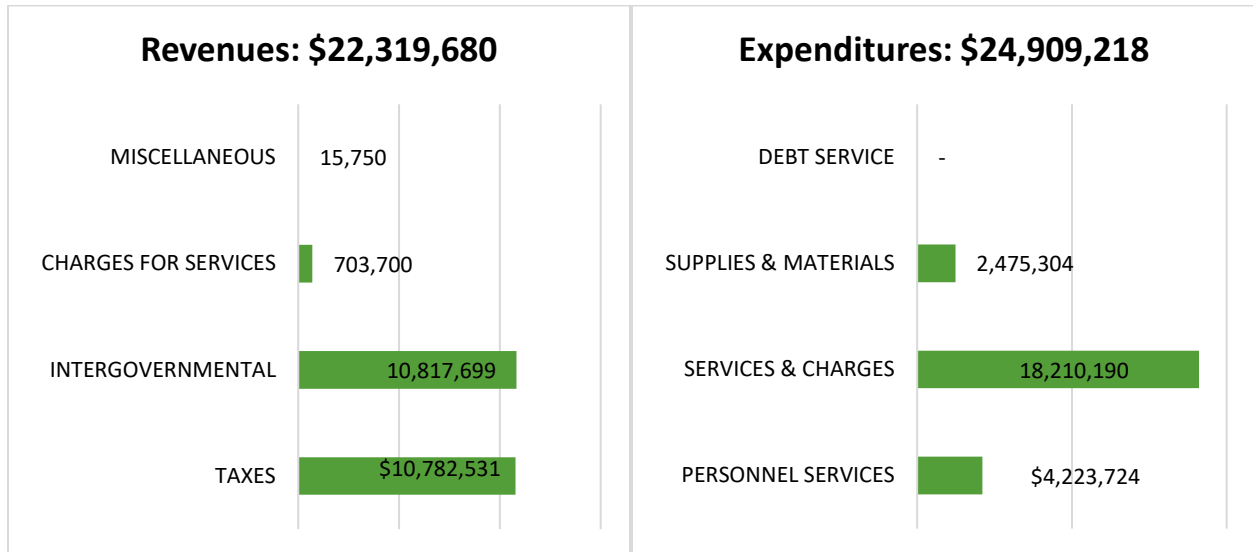 Revenues: $22,319,680
MISCELLANEOUS 15,750
CHARGES FOR SERVICES 703,700
INTERGOVERNMENTAL 10,817,699
TAXES $10,782,531
Expenditures: $24,909,218
DEBT SERVICE -
SUPPLIES & MATERIALS 2,475,304
SERVICES & CHARGES 18,210,190
PERSONNEL SERVICES $4,223,724